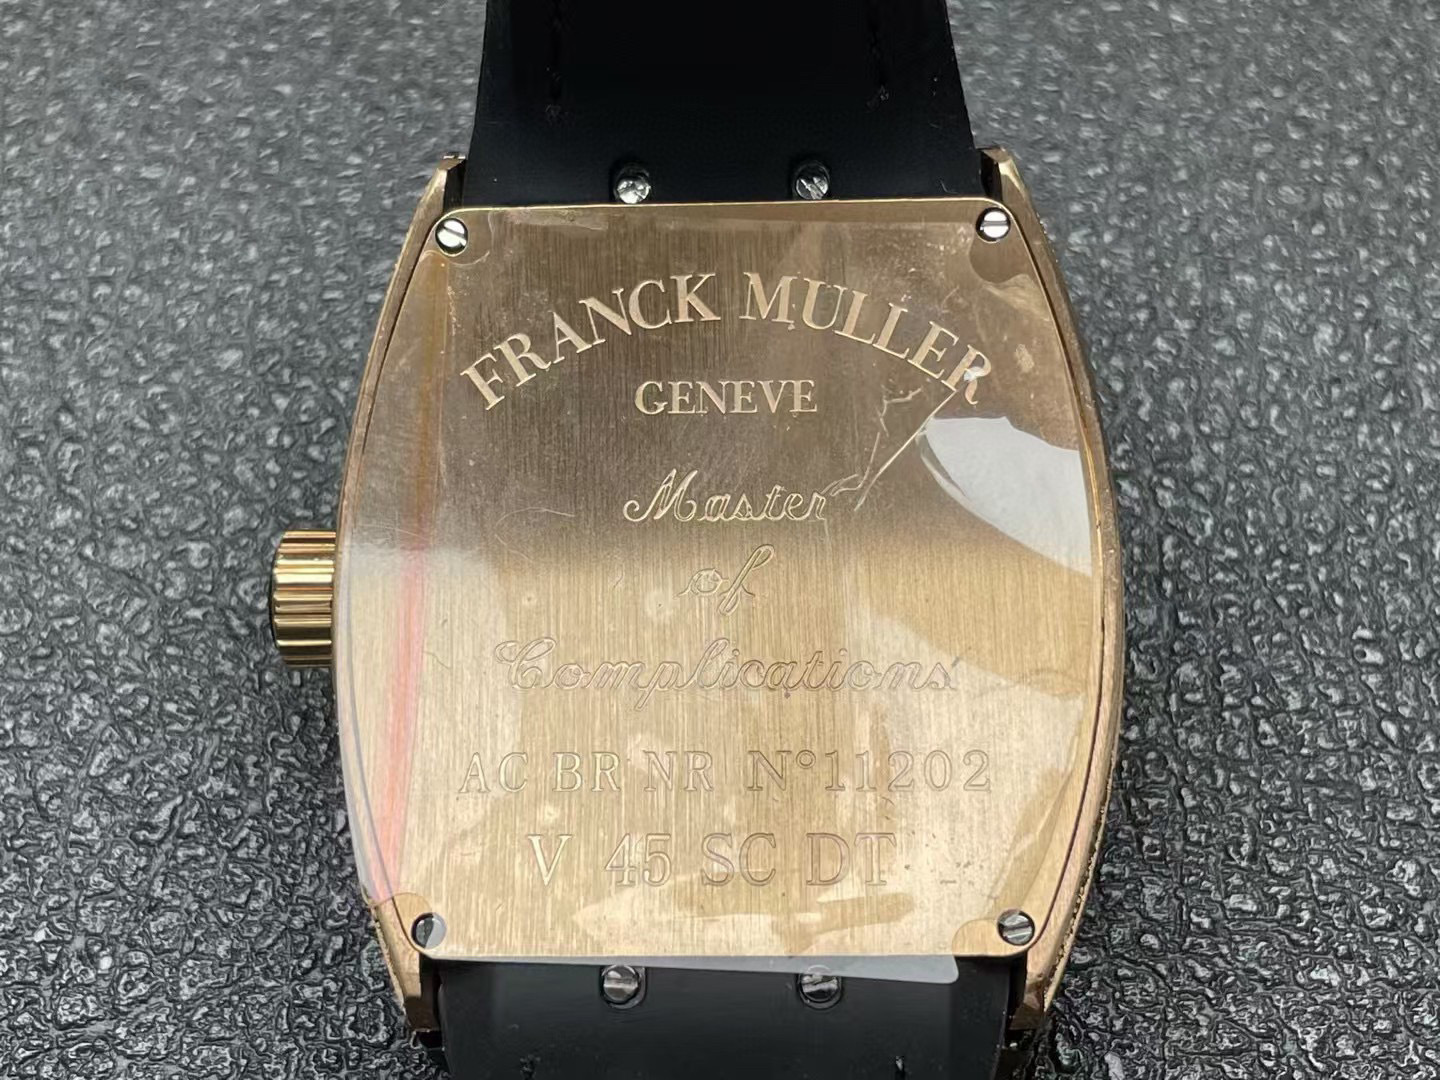 FRANCK MULLER
GENEVE
Master
of
Complications
AC BR NR N°11202
V 45 SC DT